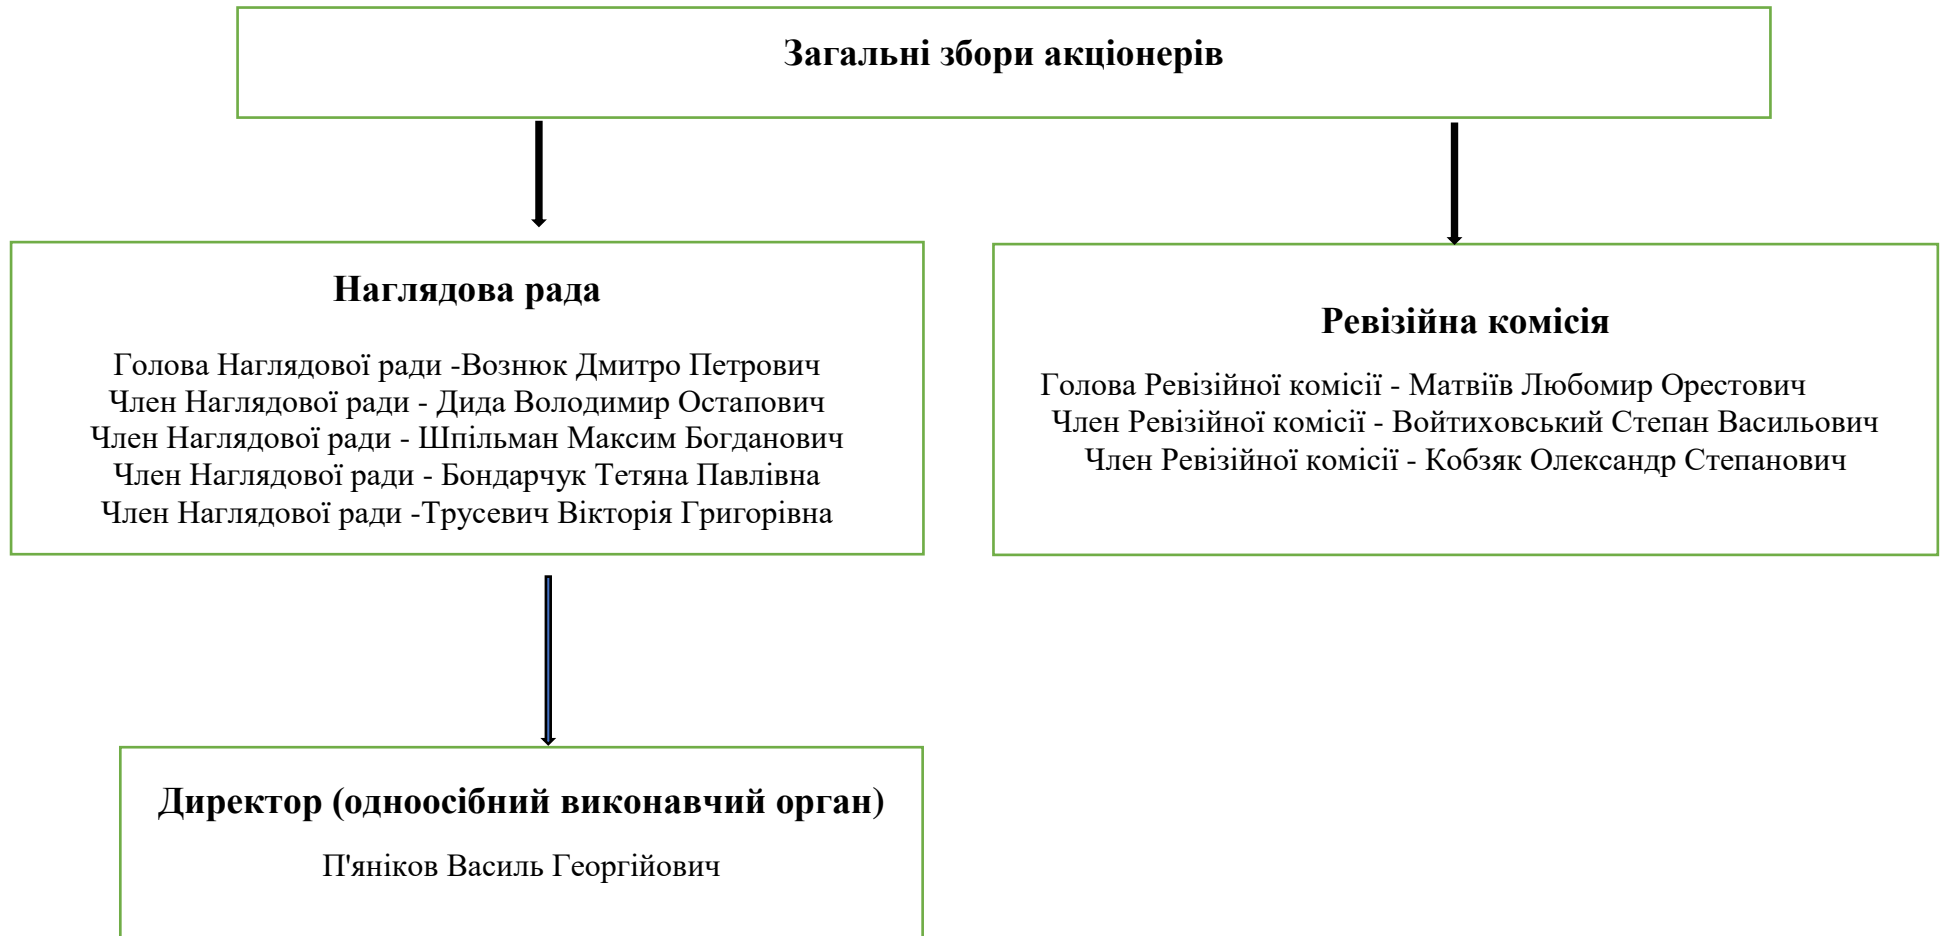 Загальні збори акціонерів
Наглядова рада
Голова Наглядової ради -Вознюк Дмитро Петрович
Член Наглядової ради - Дида Володимир Остапович
Член Наглядової ради - Шпільман Максим Богданович
Член Наглядової ради - Бондарчук Тетяна Павлівна
Член Наглядової ради -Трусевич Вікторія Григорівна
Ревізійна комісія
Голова Ревізійної комісії - Матвіїв Любомир Орестович
Член Ревізійної комісії - Войтиховський Степан Васильович
Член Ревізійної комісії - Кобзяк Олександр Степанович
Директор (одноосібний виконавчий орган)
П'яніков Василь Георгійович